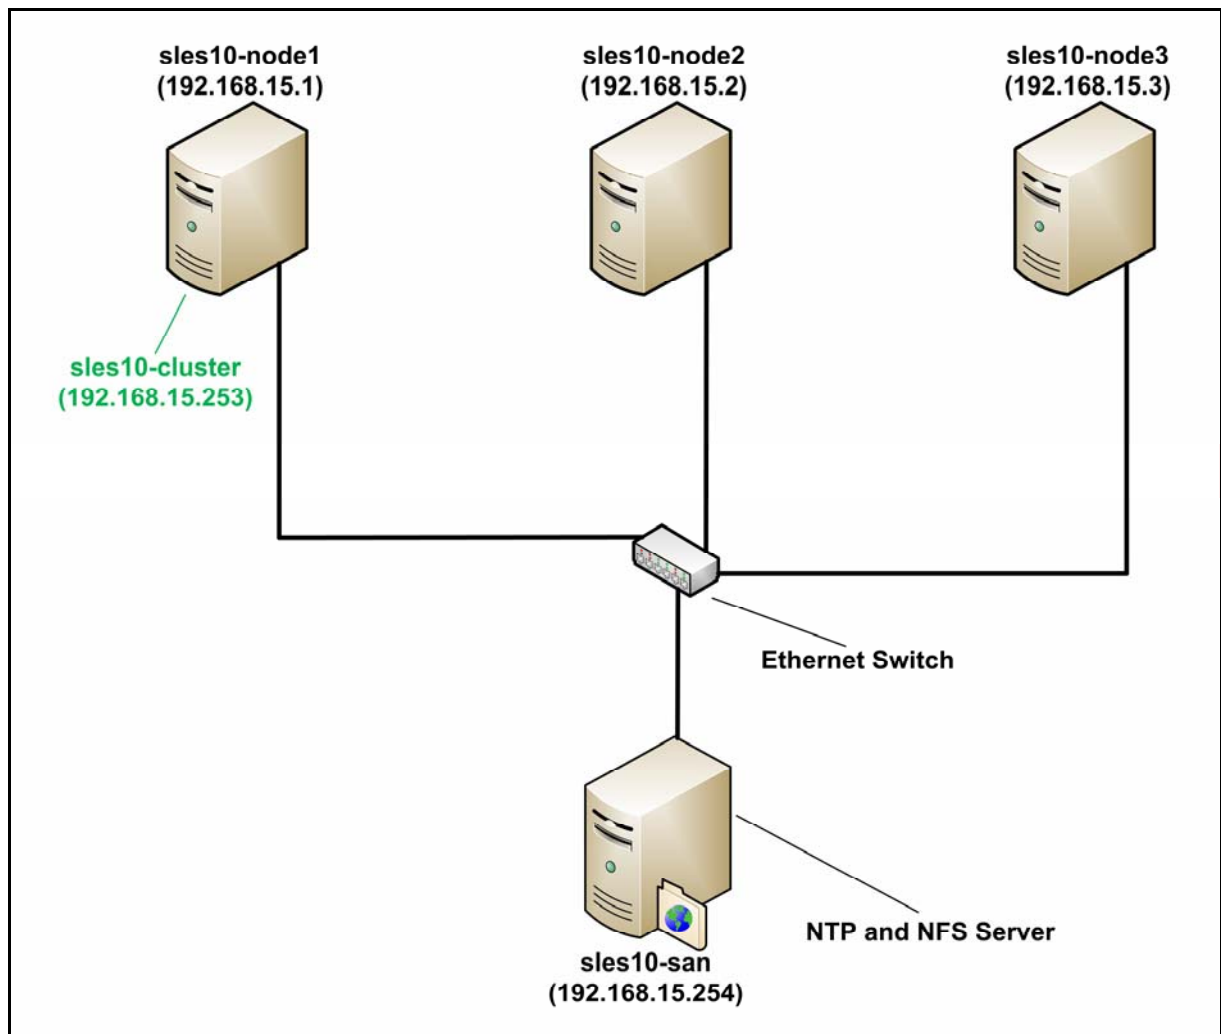 sles10-node1
(192.168.15.1)
sles10-node2
(192.168.15.2)
sles10-node3
(192.168.15.3)
sles10-cluster
(192.168.15.253)
Ethernet Switch
NTP and NFS Server
sles10-san
(192.168.15.254)